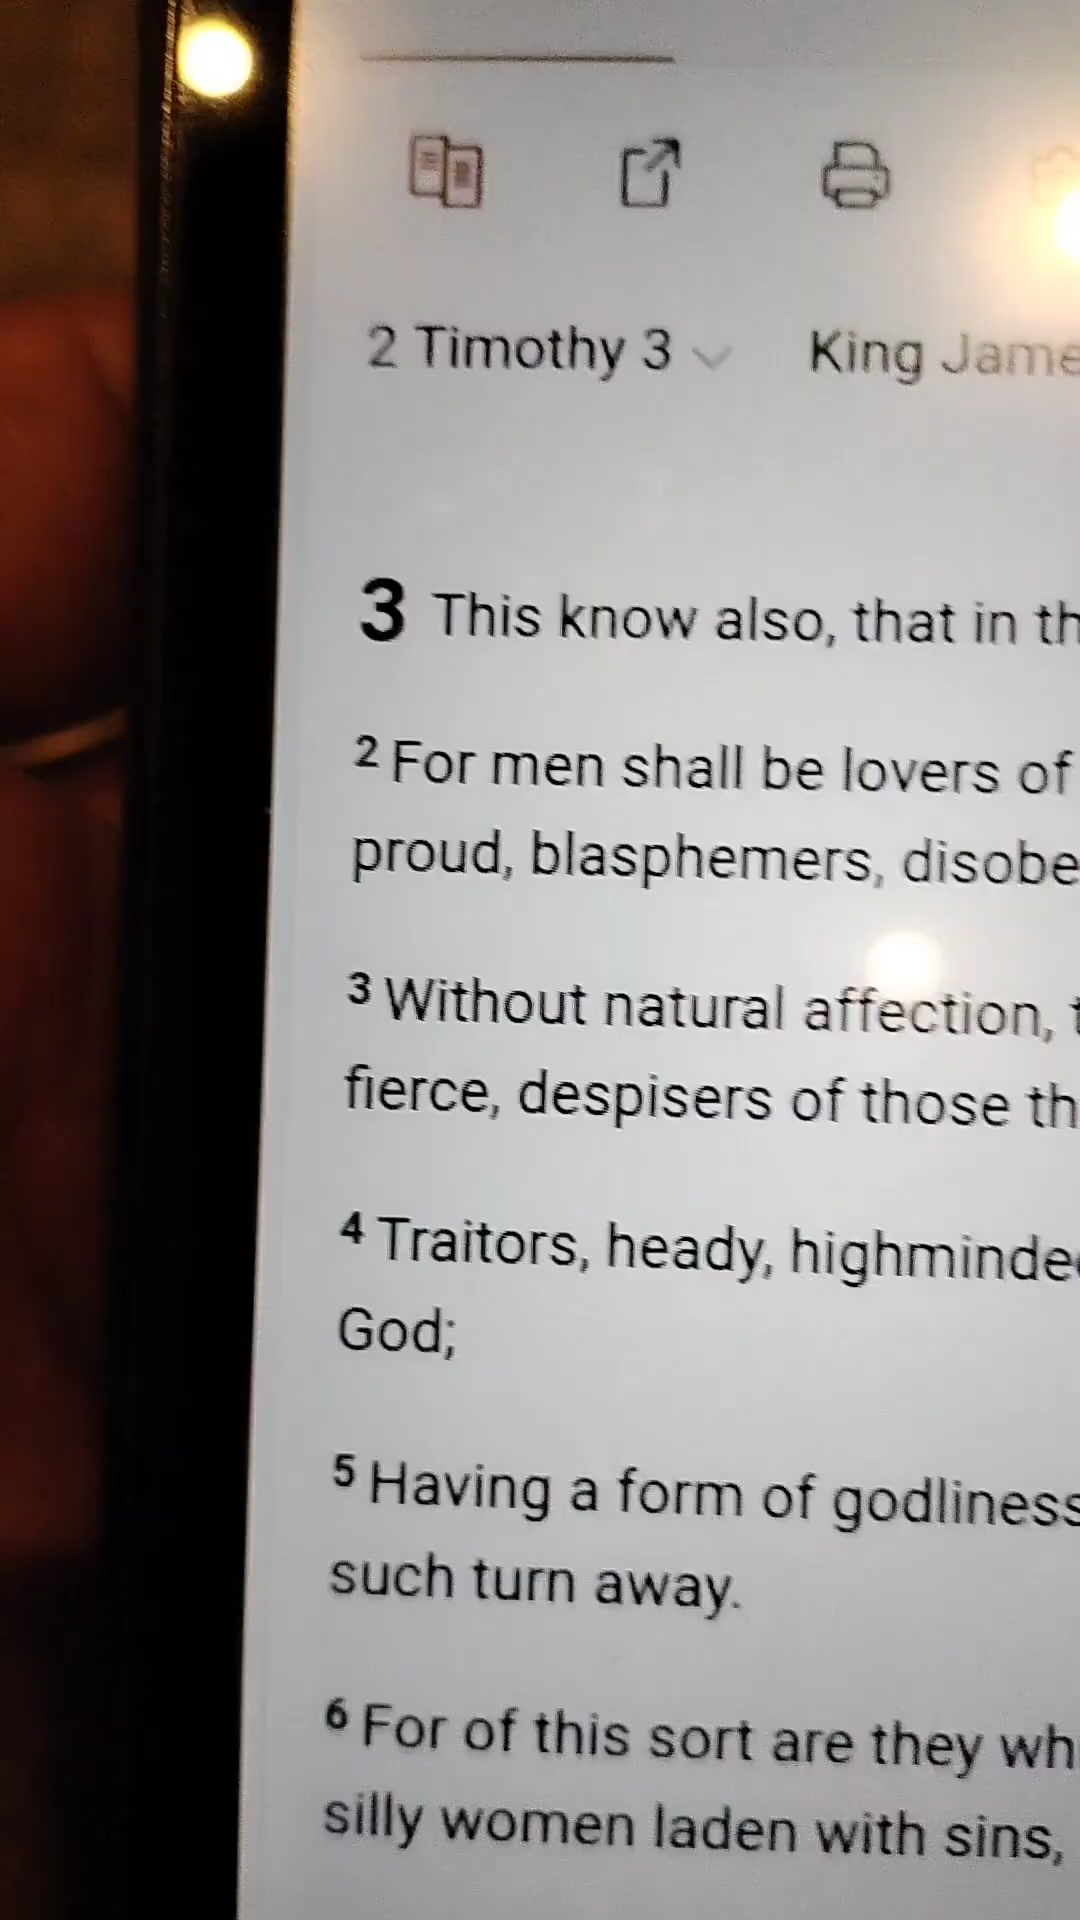 2 Timothy 3 King Jame
3 This know also, that in th
2 For men shall be lovers of
proud, blasphemers, disobe
3 Without natural affection, t
fierce, despisers of those th
4 Traitors, heady, highminded
God;
5 Having a form of godliness
such turn away.
6 For of this sort are they wh
silly women laden with sins,